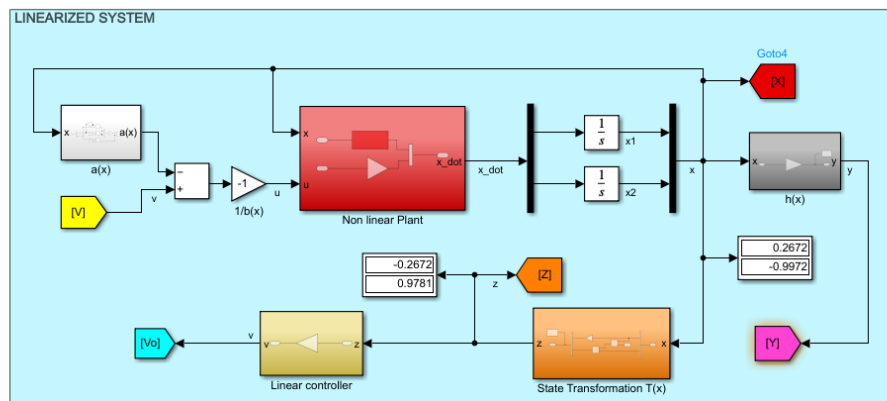 LINEARIZED SYSTEM
Goto4
[X]
x
a(x)
a(x)
−
+
[V]
v
-1
1/b(x)
u
x
u
x_dot
Non linear Plant
x_dot
1
s
x1
1
s
x2
x
x
y
h(x)
y
-0.2672
0.9781
z
[Z]
0.2672
-0.9972
[Vo]
v
v
z
Linear controller
z
x
State Transformation T(x)
[Y]